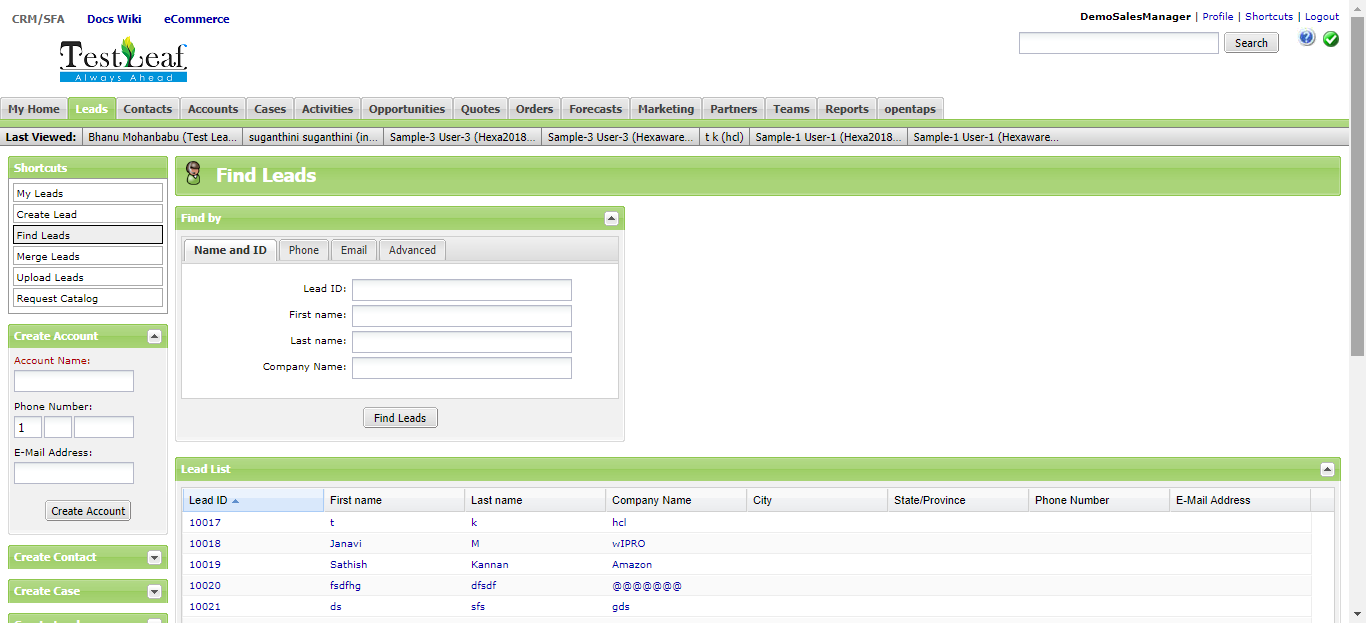 CRM/SFA Docs Wiki eCommerce
DemoSalesManager | Profile | Shortcuts | Logout
TestLeaf
Always Ahead
Search
My Home Leads Contacts Accounts Cases Activities Opportunities Quotes Orders Forecasts Marketing Partners Teams Reports opentaps
Last Viewed: Bhanu Mohanbabu (Test Lea... suganthini suganthini (in... Sample-3 User-3 (Hexa2018... Sample-3 User-3 (Hexaware... t k (hcl) Sample-1 User-1 (Hexa2018... Sample-1 User-1 (Hexaware...
Shortcuts
My Leads
Create Lead
Find Leads
Merge Leads
Upload Leads
Request Catalog
Create Account
Account Name:
Phone Number:
1
E-Mail Address:
Create Account
Create Contact
Create Case
Find Leads
Find by
Name and ID Phone Email Advanced
Lead ID:
First name:
Last name:
Company Name:
Find Leads
Lead List
Lead ID First name Last name Company Name City State/Province Phone Number E-Mail Address
10017 t k hcl
10018 Janavi M wIPRO
10019 Sathish Kannan Amazon
10020 fsdfhg dfsdf @@@@@@@
10021 ds sfs gds